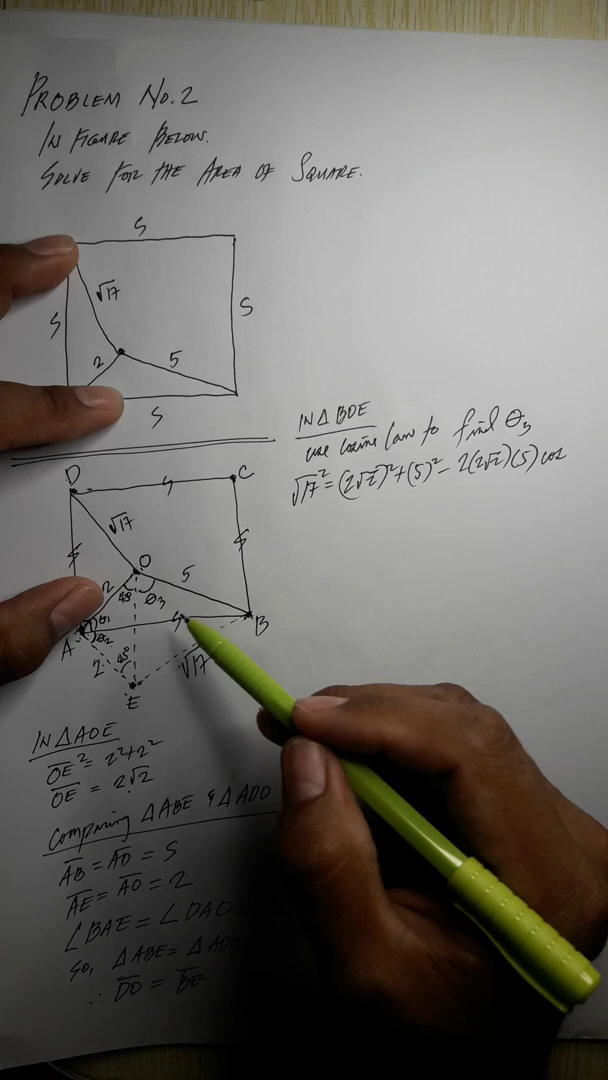 PROBLEM NO.2
IN FIGURE BELOW.
SOLVE FOR THE AREA OF SQUARE.
S
√17
S
S
2
5
S
IN △BOE
use cosine law to find θ3
√17² = (2√2)² + (5)² - 2(2√2)(5) cos
D
C
S
√17
S
O
S
5
2
45°
θ3
θ1
S
B
A
θ2
2
45°
√17
E
IN △AOE
OE² = 2²+2²
OE = 2√2
Comparing △ABE & △ADO
AB = AD = S
AE = AO = 2
∠BAE = ∠DAO =
SO, △ABE = △ADO
∴ DO = BE